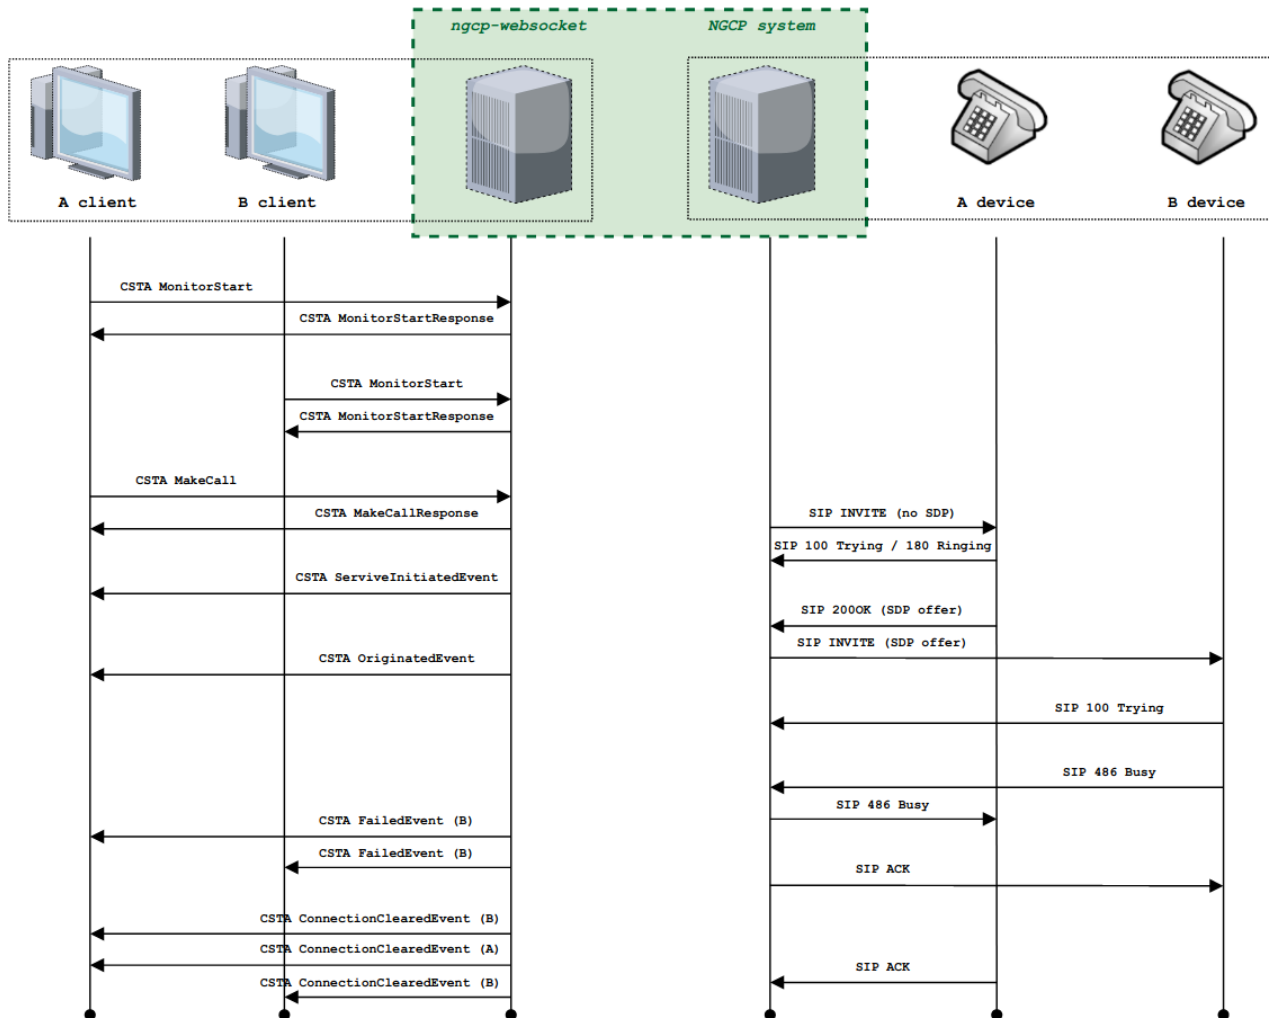 ngcp-websocket
NGCP system
A client
B client
A device
B device
CSTA MonitorStart
CSTA MonitorStartResponse
CSTA MonitorStart
CSTA MonitorStartResponse
CSTA MakeCall
CSTA MakeCallResponse
SIP INVITE (no SDP)
SIP 100 Trying / 180 Ringing
CSTA ServiveInitiatedEvent
SIP 200OK (SDP offer)
SIP INVITE (SDP offer)
CSTA OriginatedEvent
SIP 100 Trying
SIP 486 Busy
SIP 486 Busy
CSTA FailedEvent (B)
CSTA FailedEvent (B)
SIP ACK
CSTA ConnectionClearedEvent (B)
CSTA ConnectionClearedEvent (A)
SIP ACK
CSTA ConnectionClearedEvent (B)